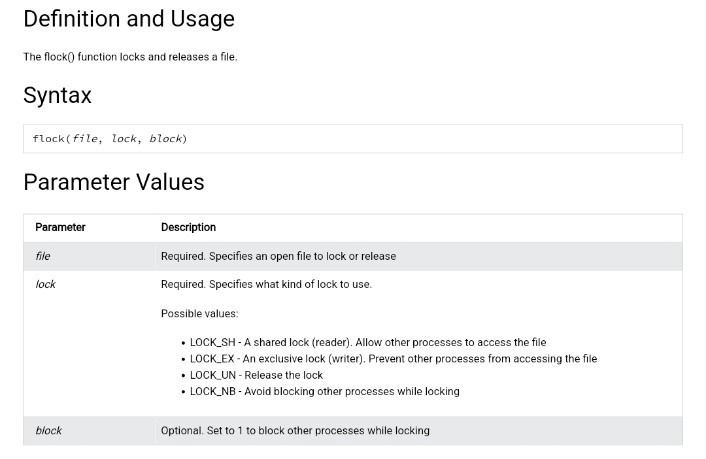 Definition and Usage
The flock() function locks and releases a file.
Syntax
flock(file, lock, block)
Parameter Values
Parameter Description
file Required. Specifies an open file to lock or release
lock Required. Specifies what kind of lock to use.
Possible values:
• LOCK_SH - A shared lock (reader). Allow other processes to access the file
• LOCK_EX - An exclusive lock (writer). Prevent other processes from accessing the file
• LOCK_UN - Release the lock
• LOCK_NB - Avoid blocking other processes while locking
block Optional. Set to 1 to block other processes while locking